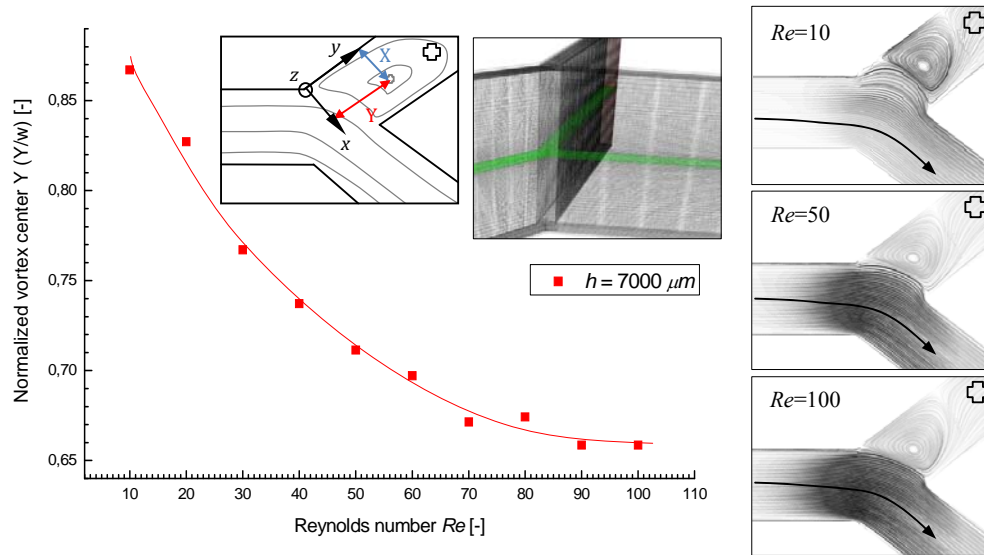 Normalized vortex center Y (Y/w) [-]
0,85
0,80
0,75
0,70
0,65
10 20 30 40 50 60 70 80 90 100 110
Reynolds number Re [-]
y
X
z
Y
x
h = 7000 μm
Re=10
Re=50
Re=100